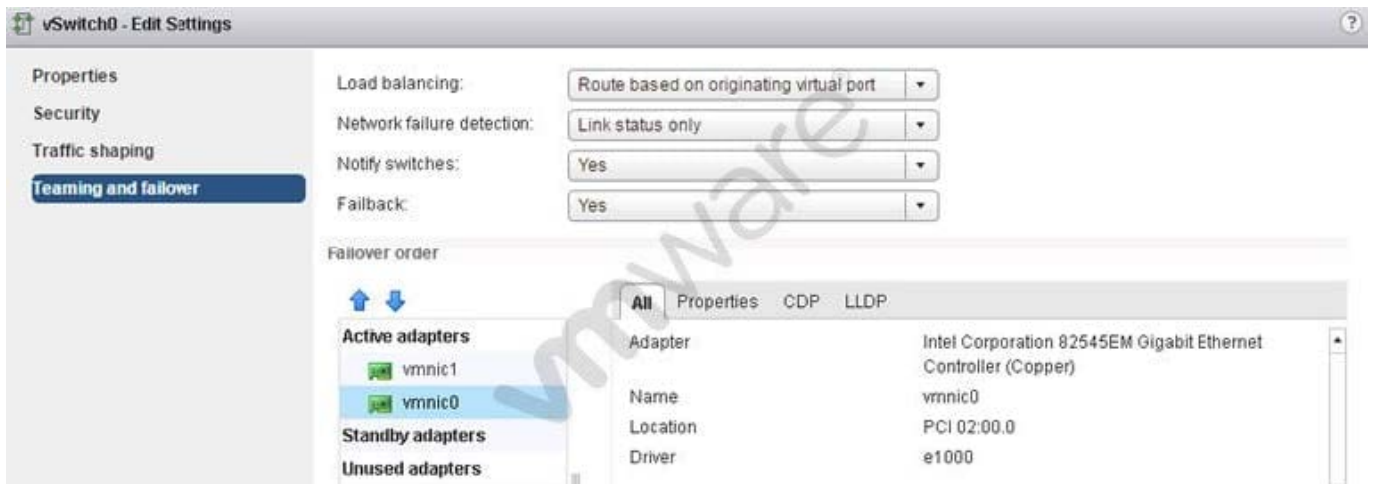 vSwitch0 - Edit Settings
?
Properties
Security
Traffic shaping
Teaming and failover
Load balancing:
Route based on originating virtual port
Network failure detection:
Link status only
Notify switches:
Yes
Failback:
Yes
Failover order
Active adapters
vmnic1
vmnic0
Standby adapters
Unused adapters
All Properties CDP LLDP
Adapter
Intel Corporation 82545EM Gigabit Ethernet
Controller (Copper)
Name
vmnic0
Location
PCI 02:00.0
Driver
e1000
vmware®